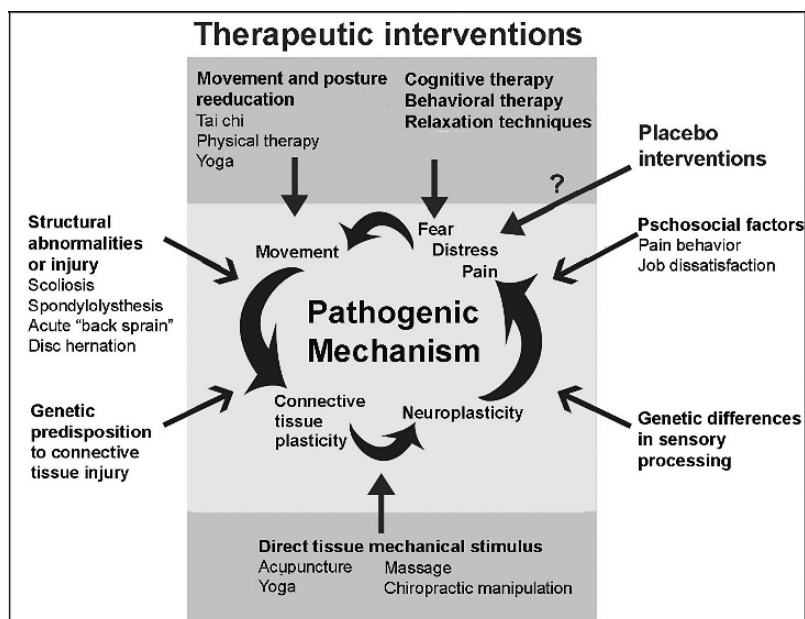 Therapeutic interventions
Movement and posture
reeducation
Tai chi
Physical therapy
Yoga
Cognitive therapy
Behavioral therapy
Relaxation techniques
Placebo
interventions
?
Structural
abnormalities
or injury
Scoliosis
Spondylolysthesis
Acute “back sprain”
Disc hernation
Pschosocial factors
Pain behavior
Job dissatisfaction
Movement
Fear
Distress
Pain
Pathogenic
Mechanism
Connective
tissue
plasticity
Neuroplasticity
Genetic
predisposition
to connective
tissue injury
Genetic differences
in sensory
processing
Direct tissue mechanical stimulus
Acupuncture
Yoga
Massage
Chiropractic manipulation